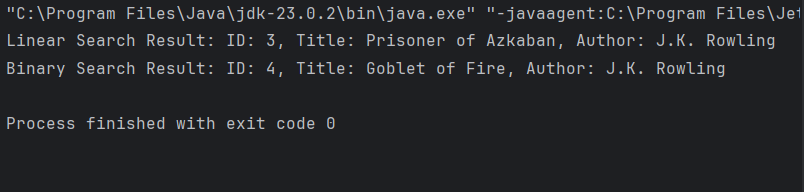 "C:\Program Files\Java\jdk-23.0.2\bin\java.exe" "-javaagent:C:\Program Files\Jet
Linear Search Result: ID: 3, Title: Prisoner of Azkaban, Author: J.K. Rowling
Binary Search Result: ID: 4, Title: Goblet of Fire, Author: J.K. Rowling
Process finished with exit code 0